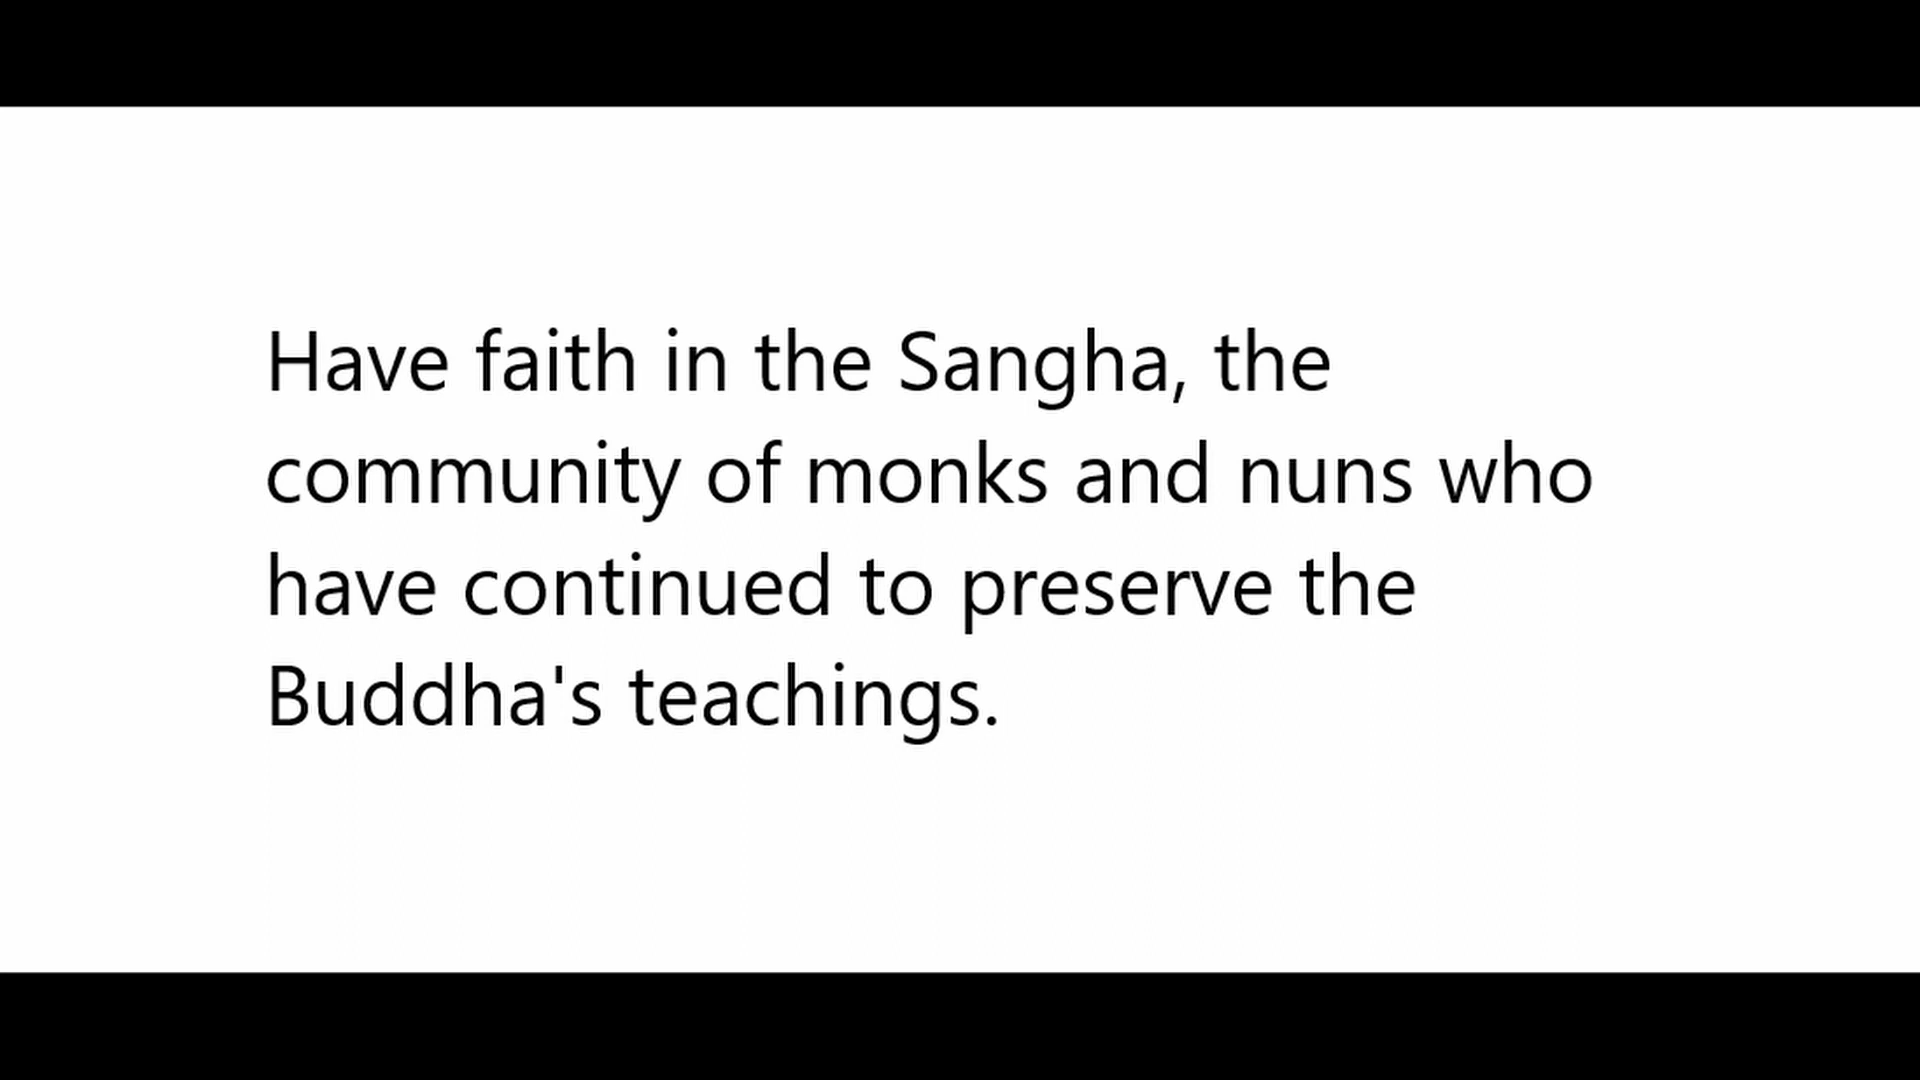 Have faith in the Sangha, the
community of monks and nuns who
have continued to preserve the
Buddha's teachings.